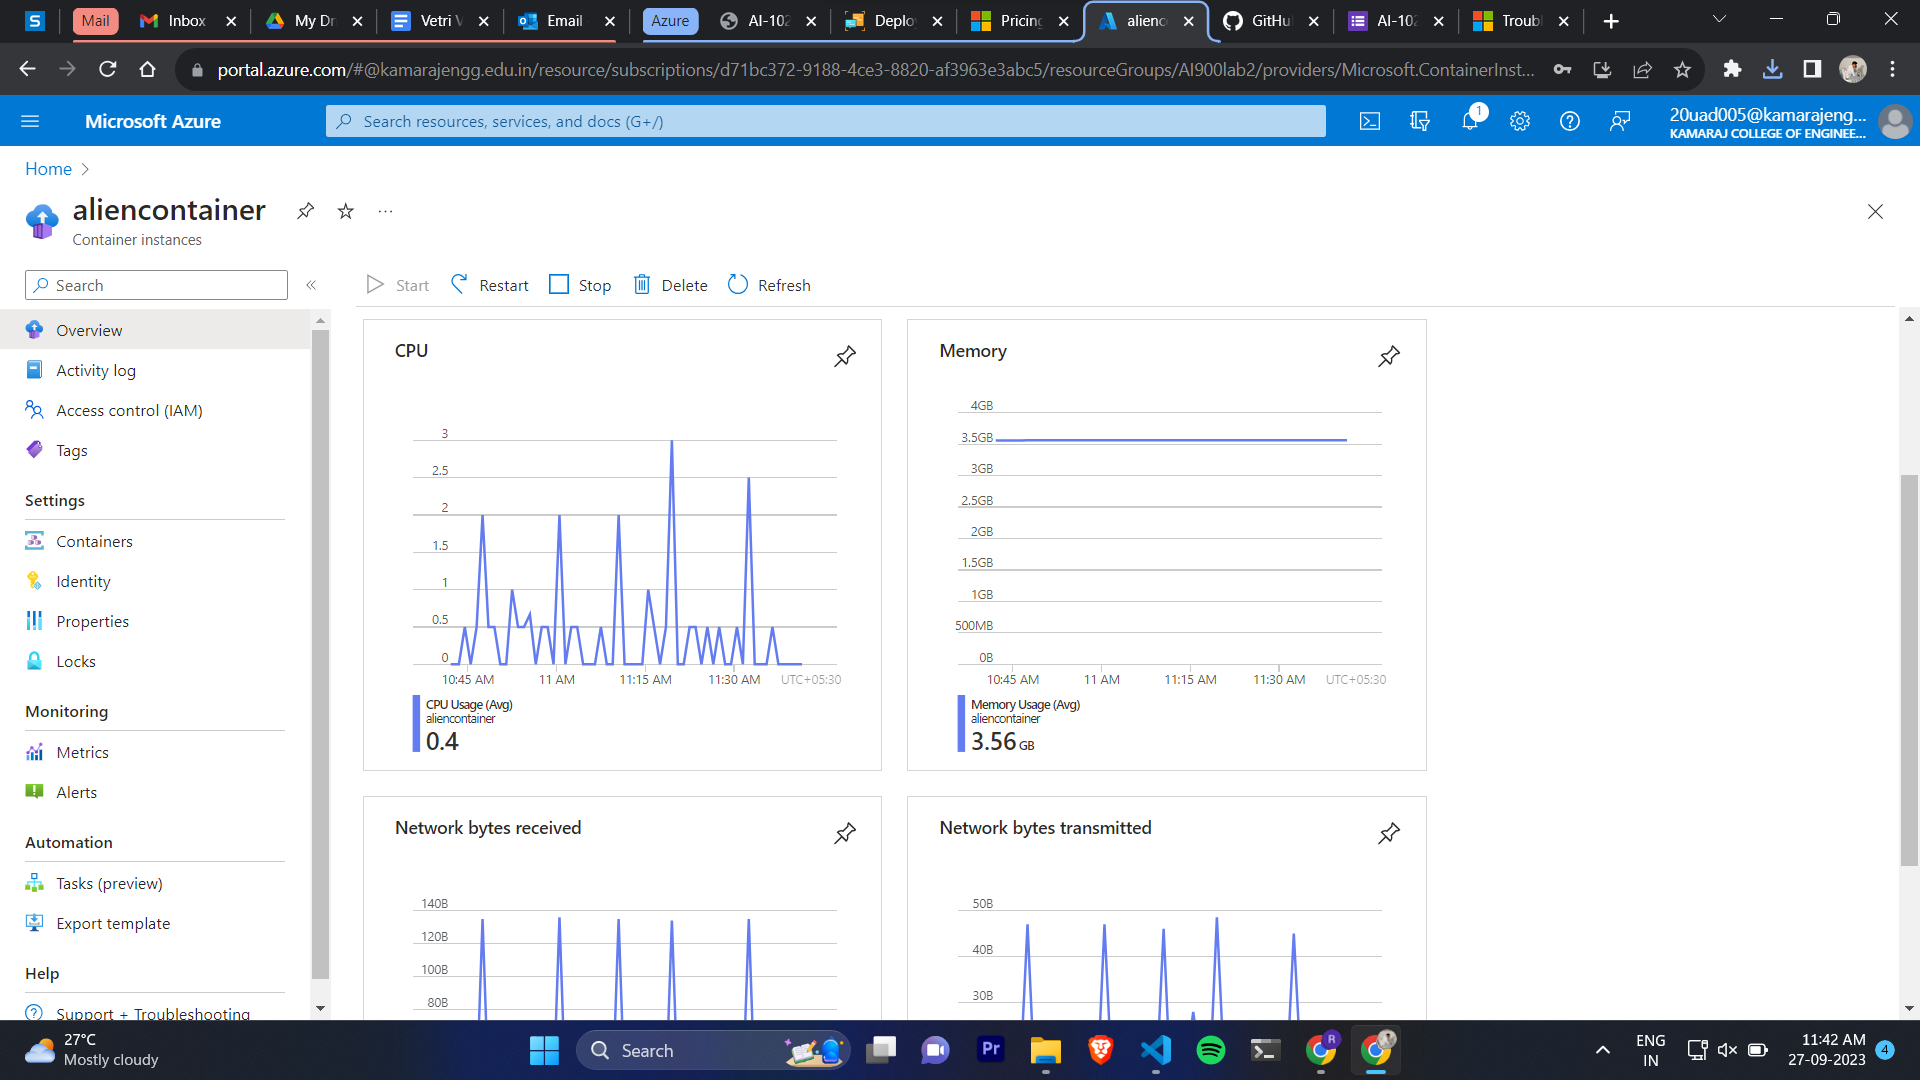 Mail
Inbox
My Dr
Vetri V
Email
Azure
AI-102
Deploy
Pricing
alienco
GitHub
AI-102
Troubl
portal.azure.com/#@kamarajengg.edu.in/resource/subscriptions/d71bc372-9188-4ce3-8820-af3963e3abc5/resourceGroups/AI900lab2/providers/Microsoft.ContainerInst...
Microsoft Azure
Search resources, services, and docs (G+/)
1
20uad005@kamarajeng...
KAMARAJ COLLEGE OF ENGINEE...
Home
aliencontainer
Container instances
Search
Start
Restart
Stop
Delete
Refresh
Overview
Activity log
Access control (IAM)
Tags
Settings
Containers
Identity
Properties
Locks
Monitoring
Metrics
Alerts
Automation
Tasks (preview)
Export template
Help
Support + Troubleshooting
CPU
3
2.5
2
1.5
1
0.5
0
10:45 AM
11 AM
11:15 AM
11:30 AM
UTC+05:30
CPU Usage (Avg)
aliencontainer
0.4
Memory
4GB
3.5GB
3GB
2.5GB
2GB
1.5GB
1GB
500MB
0B
10:45 AM
11 AM
11:15 AM
11:30 AM
UTC+05:30
Memory Usage (Avg)
aliencontainer
3.56 GB
Network bytes received
140B
120B
100B
80B
Network bytes transmitted
50B
40B
30B
27°C
Mostly cloudy
Search
Pr
R
ENG
IN
11:42 AM
27-09-2023
4